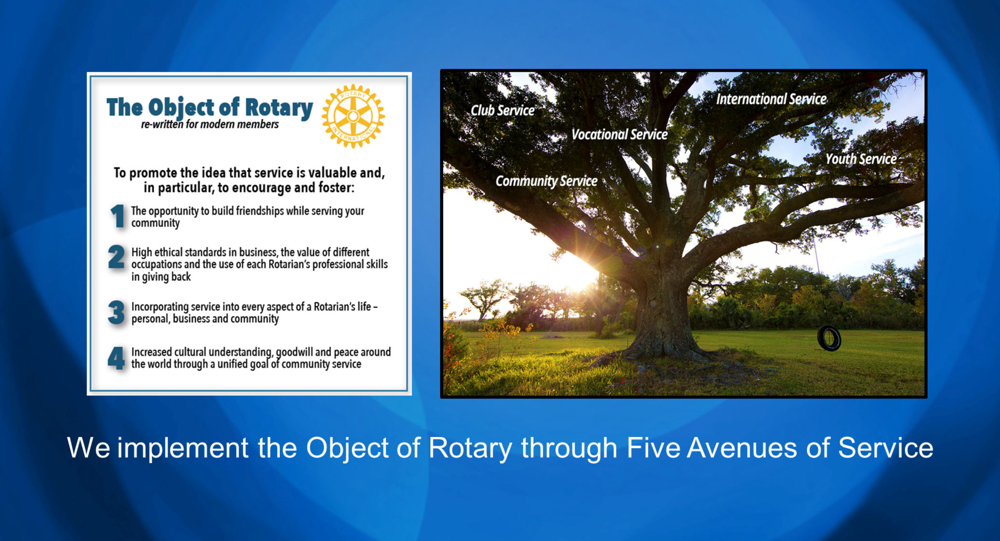 The Object of Rotary
re-written for modern members
ROTARY
INTERNATIONAL
To promote the idea that service is valuable and,
in particular, to encourage and foster:
1 The opportunity to build friendships while serving your
community
2 High ethical standards in business, the value of different
occupations and the use of each Rotarian's professional skills
in giving back
3 Incorporating service into every aspect of a Rotarian's life –
personal, business and community
4 Increased cultural understanding, goodwill and peace around
the world through a unified goal of community service
Club Service
International Service
Vocational Service
Youth Service
Community Service
We implement the Object of Rotary through Five Avenues of Service